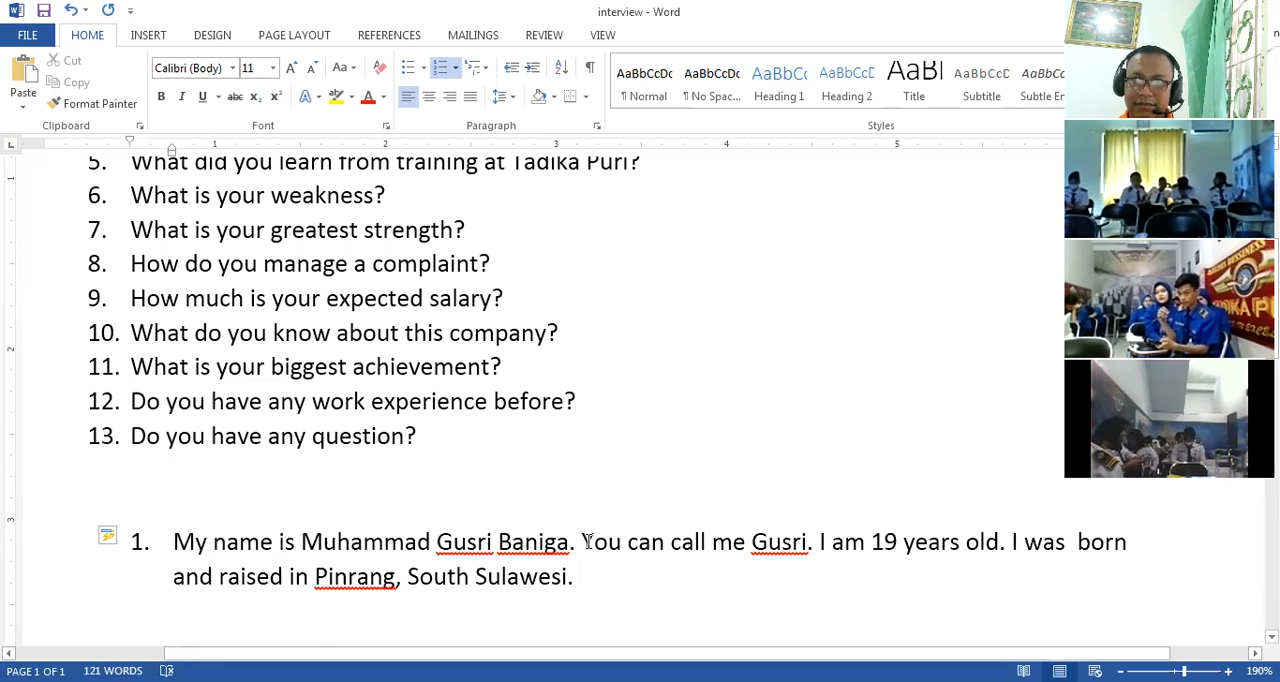 interview - Word
FILE HOME INSERT DESIGN PAGE LAYOUT REFERENCES MAILINGS REVIEW VIEW
Paste
Cut
Copy
Format Painter
Calibri (Body) 11
AaBbCcDc AaBbCcDc AaBbCc AaBbCcD AaBl AaBbCcD AaBbCcD
¶ Normal ¶ No Spac... Heading 1 Heading 2 Title Subtitle Subtle Em
Clipboard Font Paragraph Styles
1 2 3 4 5
5. What did you learn from training at Tadika Puri?
6. What is your weakness?
7. What is your greatest strength?
8. How do you manage a complaint?
9. How much is your expected salary?
10. What do you know about this company?
11. What is your biggest achievement?
12. Do you have any work experience before?
13. Do you have any question?
1. My name is Muhammad Gusri Baniga. You can call me Gusri. I am 19 years old. I was  born
and raised in Pinrang, South Sulawesi.
PAGE 1 OF 1 121 WORDS 190%